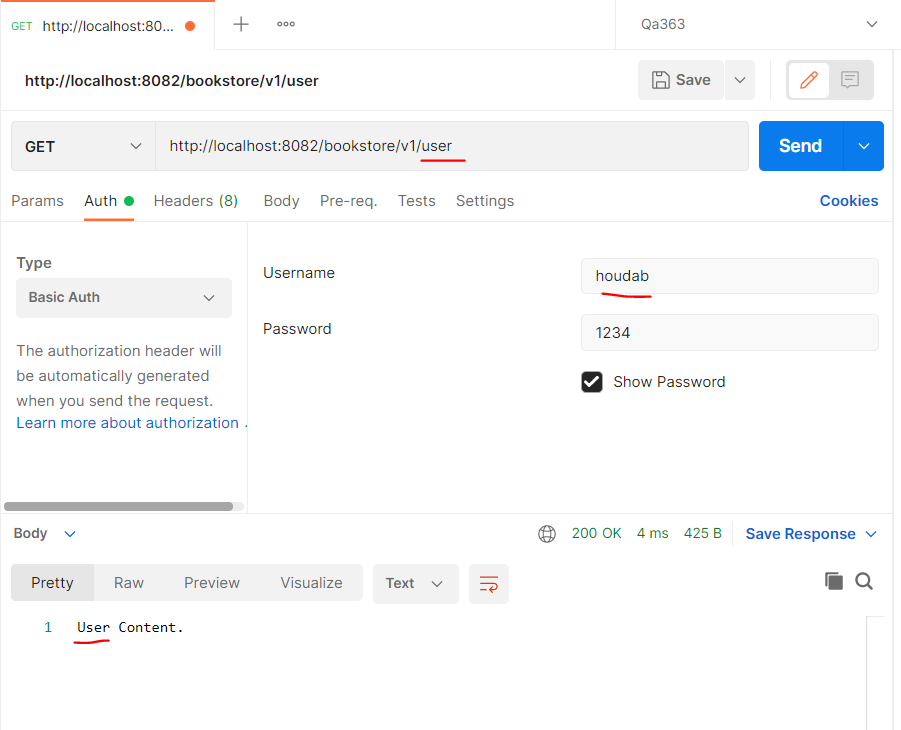 GET http://localhost:80... Qa363
http://localhost:8082/bookstore/v1/user Save
GET http://localhost:8082/bookstore/v1/user Send
Params Auth Headers (8) Body Pre-req. Tests Settings Cookies
Type
Basic Auth
The authorization header will
be automatically generated
when you send the request.
Learn more about authorization
Username houdab
Password 1234
Show Password
Body 200 OK 4 ms 425 B Save Response
Pretty Raw Preview Visualize Text
1 User Content.